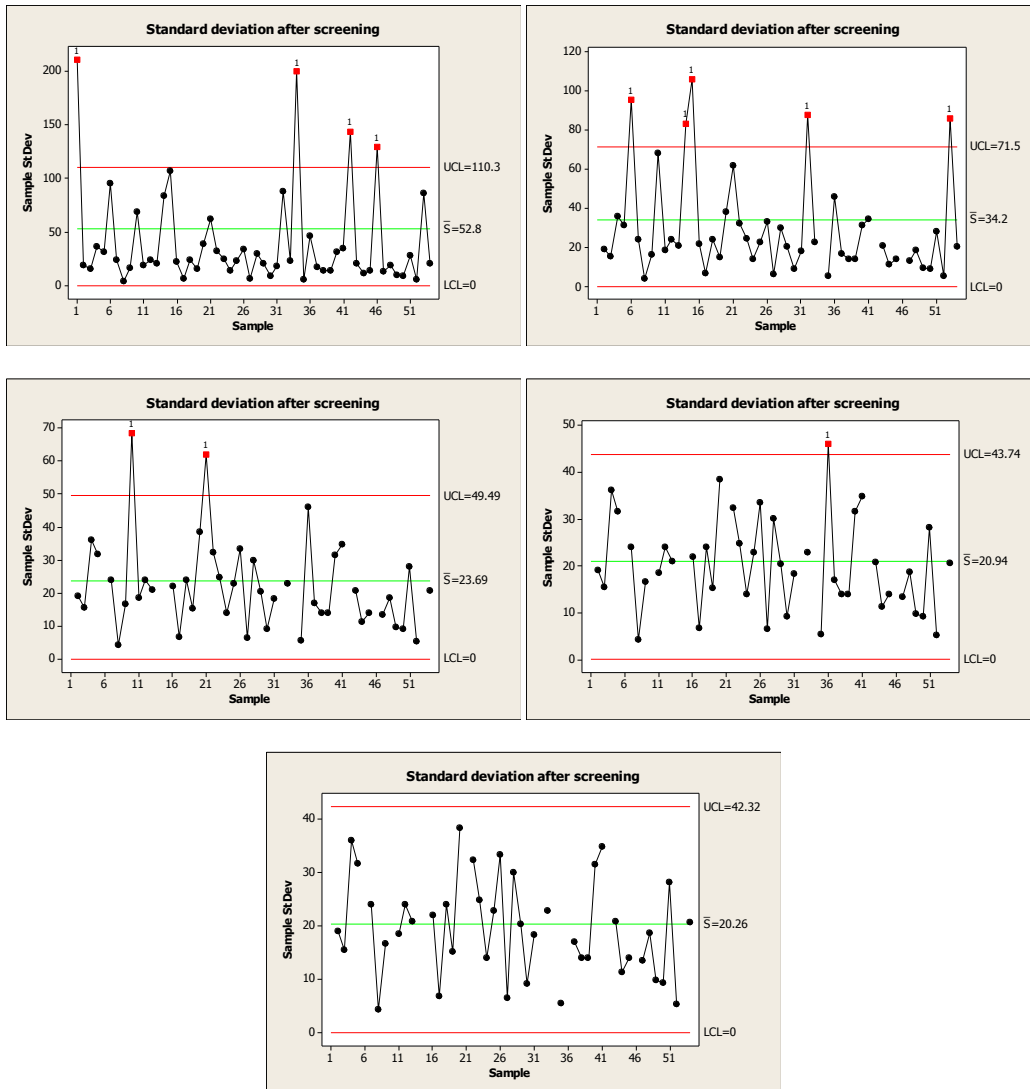 Standard deviation after screening
1
1
1
1
200
150
100
50
0
Sample StDev
UCL=110.3
S̄=52.8
LCL=0
1 6 11 16 21 26 31 36 41 46 51
Sample
Standard deviation after screening
1
1
1
1
1
120
100
80
60
40
20
0
Sample StDev
UCL=71.5
S̄=34.2
LCL=0
1 6 11 16 21 26 31 36 41 46 51
Sample
Standard deviation after screening
1
1
70
60
50
40
30
20
10
0
Sample StDev
UCL=49.49
S̄=23.69
LCL=0
1 6 11 16 21 26 31 36 41 46 51
Sample
Standard deviation after screening
1
50
40
30
20
10
0
Sample StDev
UCL=43.74
S̄=20.94
LCL=0
1 6 11 16 21 26 31 36 41 46 51
Sample
Standard deviation after screening
40
30
20
10
0
Sample StDev
UCL=42.32
S̄=20.26
LCL=0
1 6 11 16 21 26 31 36 41 46 51
Sample